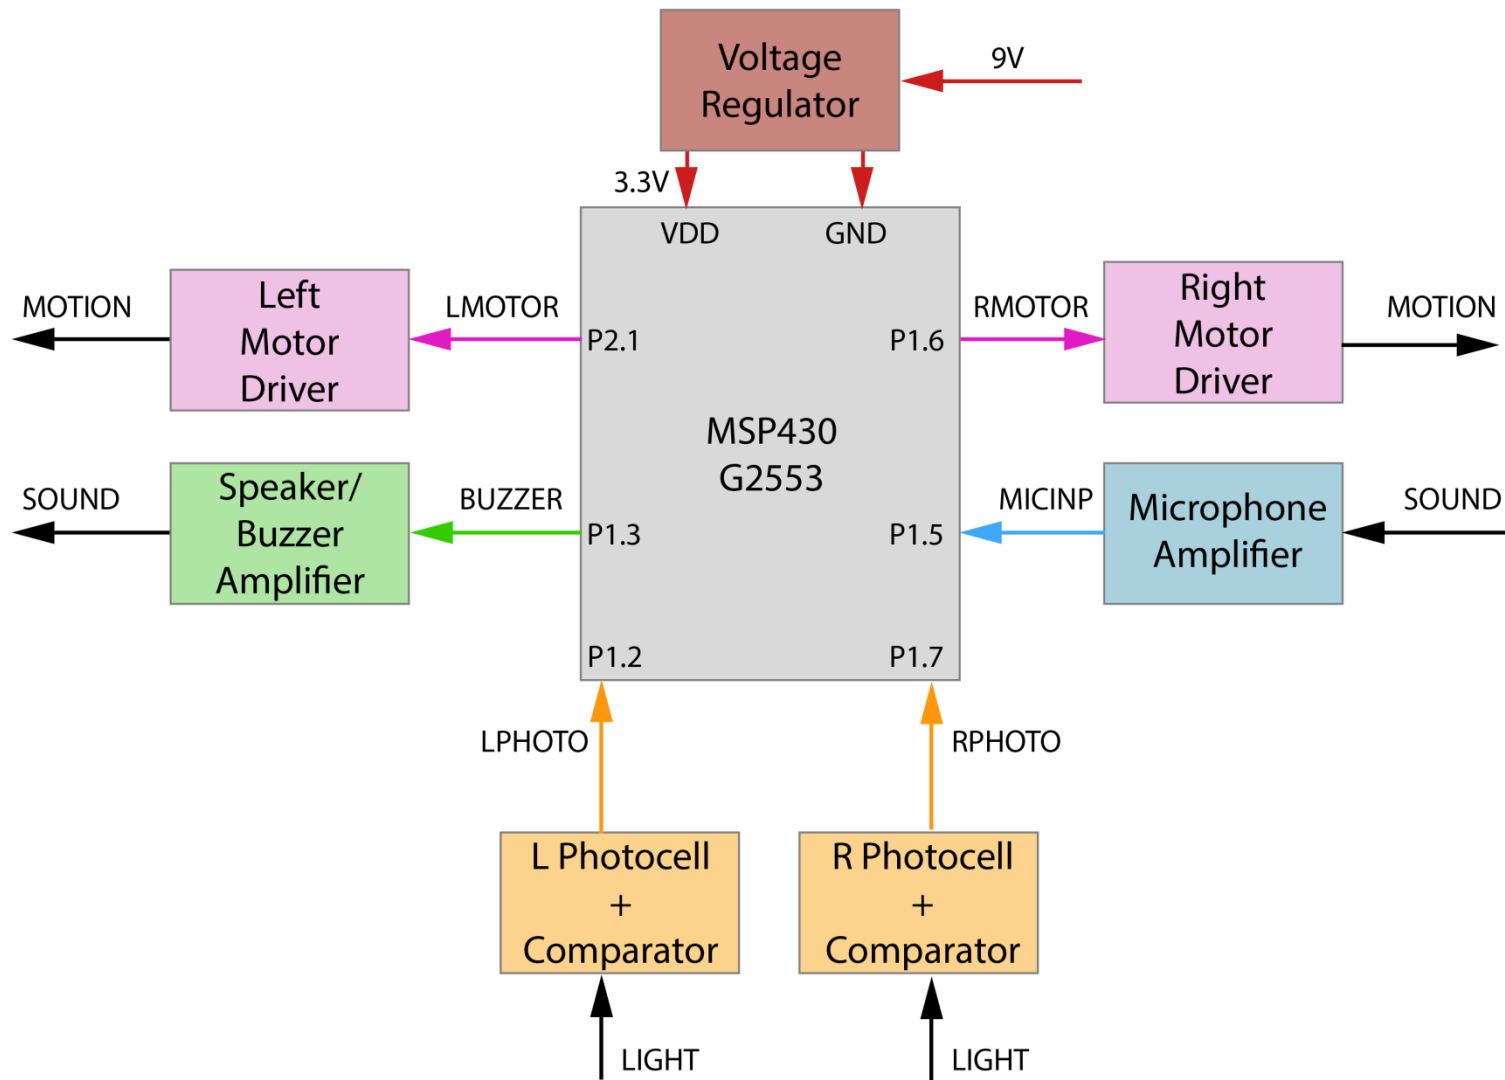 Voltage
Regulator
9V
3.3V
VDD
GND
MOTION
Left
Motor
Driver
LMOTOR
P2.1
P1.6
RMOTOR
Right
Motor
Driver
MOTION
MSP430
G2553
SOUND
Speaker/
Buzzer
Amplifier
BUZZER
P1.3
P1.5
MICINP
Microphone
Amplifier
SOUND
P1.2
P1.7
LPHOTO
RPHOTO
L Photocell
+
Comparator
R Photocell
+
Comparator
LIGHT
LIGHT